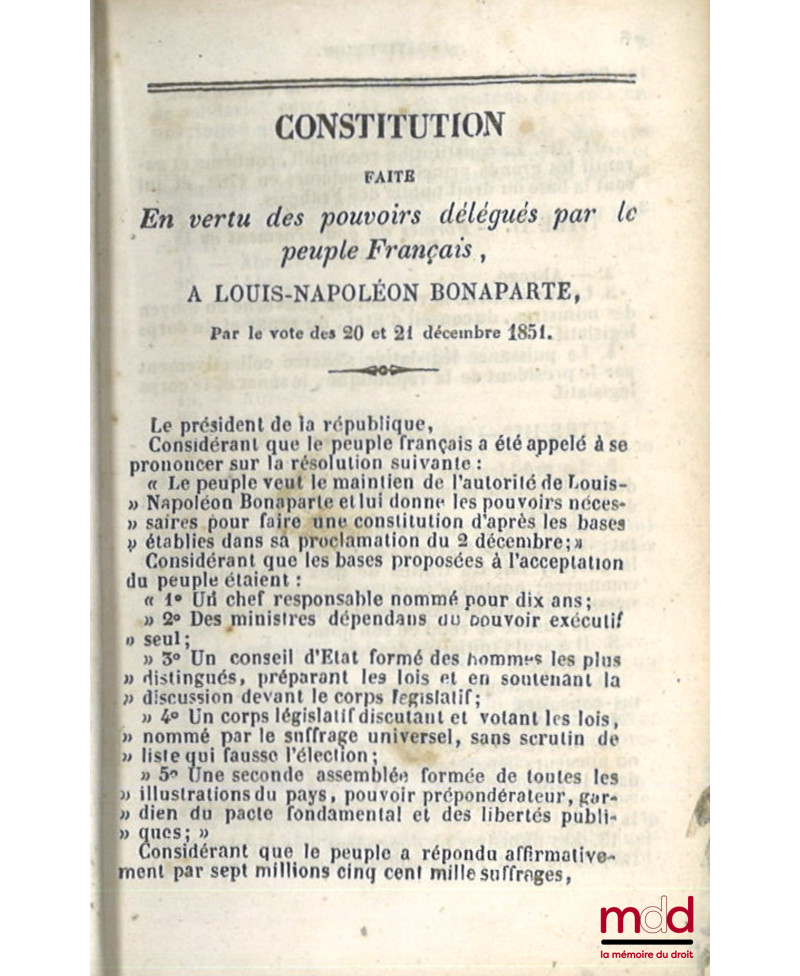 CONSTITUTION
FAITE
En vertu des pouvoirs délégués par le
peuple Français,
A LOUIS-NAPOLÉON BONAPARTE,
Par le vote des 20 et 21 décembre 1851.
Le président de la république,
Considérant que le peuple français a été appelé à se
prononcer sur la résolution suivante :
« Le peuple veut le maintien de l'autorité de Louis-
» Napoléon Bonaparte et lui donne les pouvoirs néces-
» saires pour faire une constitution d'après les bases
» établies dans sa proclamation du 2 décembre; »
Considérant que les bases proposées à l'acceptation
du peuple étaient :
« 1º Un chef responsable nommé pour dix ans;
» 2º Des ministres dépendans du pouvoir exécutif
» seul;
» 3º Un conseil d'Etat formé des hommes les plus
» distingués, préparant les lois et en soutenant la
» discussion devant le corps legislatif;
» 4º Un corps législatif discutant et votant les lois,
» nommé par le suffrage universel, sans scrutin de
» liste qui fausse l'élection;
» 5º Une seconde assemblée formée de toutes les
» illustrations du pays, pouvoir prépondérateur, gar-
» dien du pacte fondamental et des libertés publi-
» ques; »
Considérant que le peuple a répondu affirmative-
ment par sept millions cinq cent mille suffrages,
mdd
la mémoire du droit